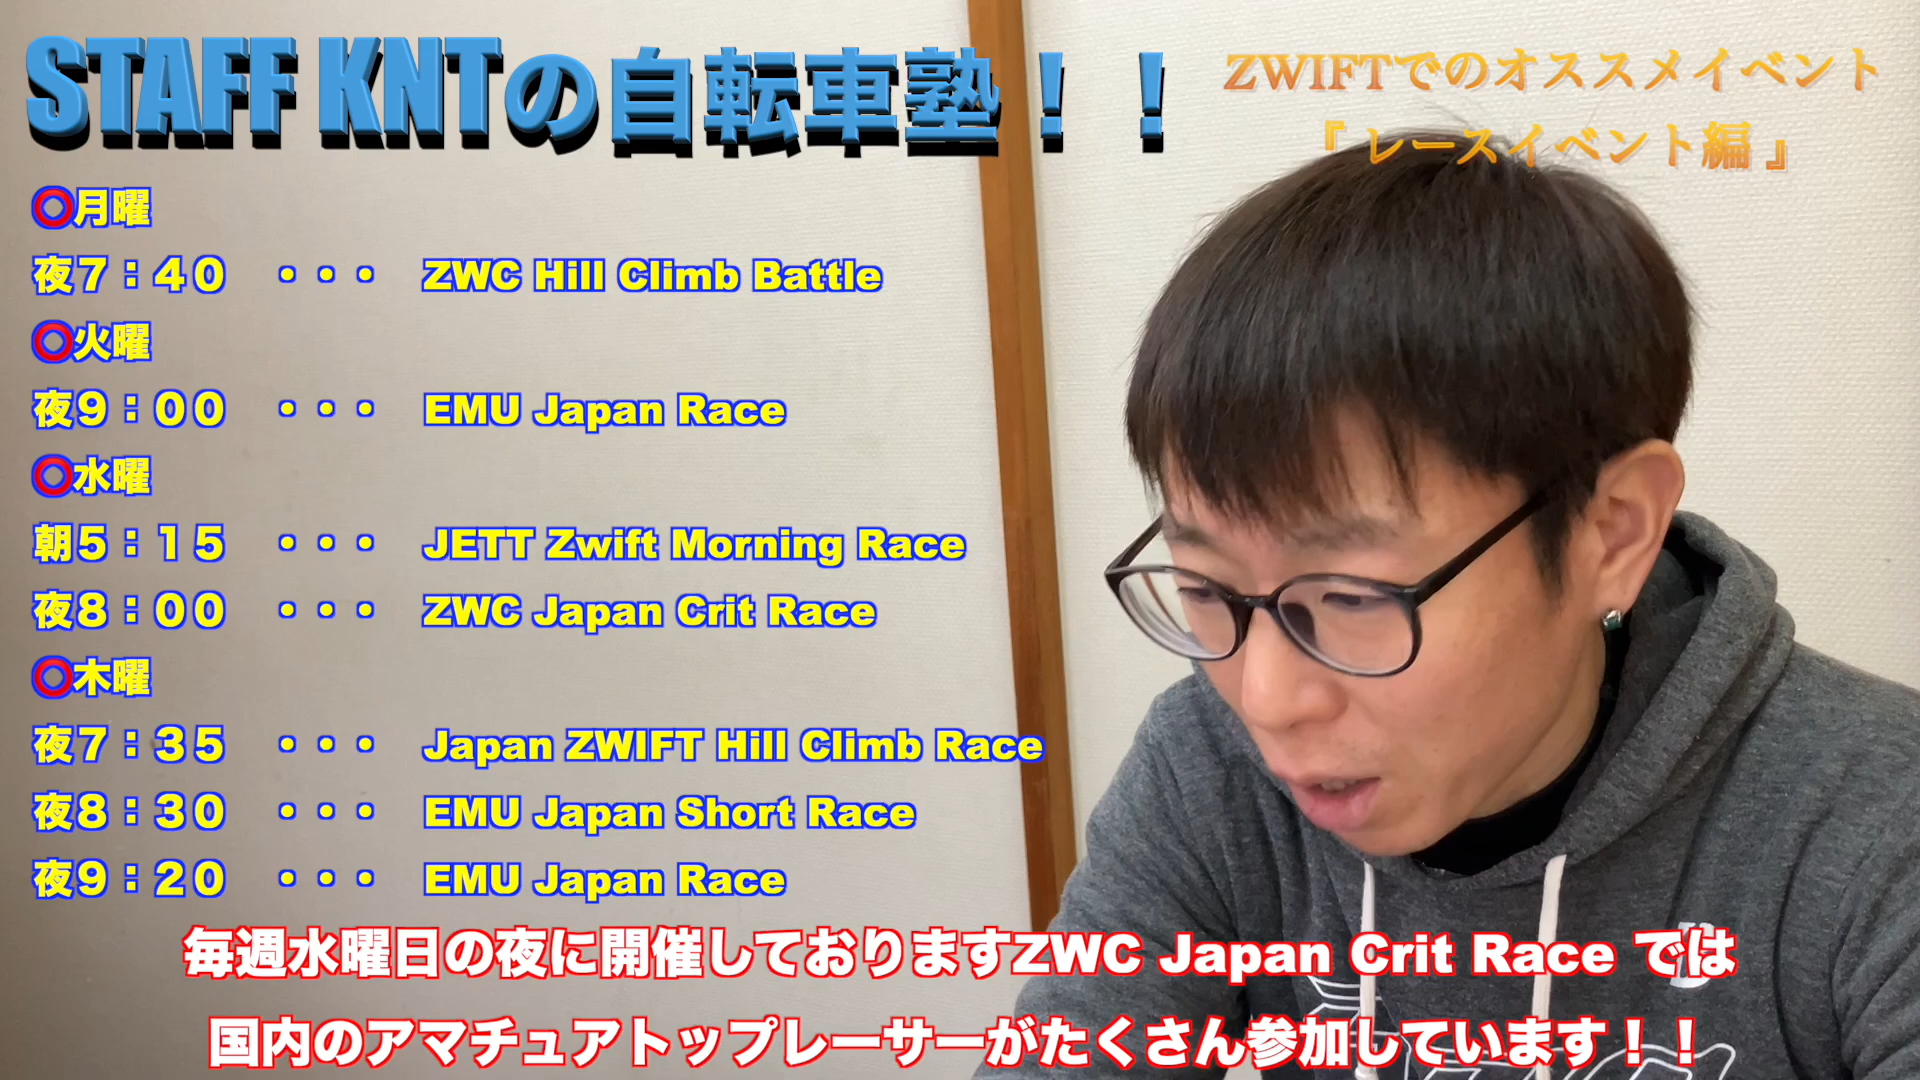 STAFF KNTの自転車塾！！
ZWIFTでのオススメイベント
『 レースイベント編 』
○月曜
夜７：４０　・・・　ZWC Hill Climb Battle
○火曜
夜９：００　・・・　EMU Japan Race
○水曜
朝５：１５　・・・　JETT Zwift Morning Race
夜８：００　・・・　ZWC Japan Crit Race
○木曜
夜７：３５　・・・　Japan ZWIFT Hill Climb Race
夜８：３０　・・・　EMU Japan Short Race
夜９：２０　・・・　EMU Japan Race
毎週水曜日の夜に開催しておりますZWC Japan Crit Race では
国内のアマチュアトップレーサーがたくさん参加しています！！